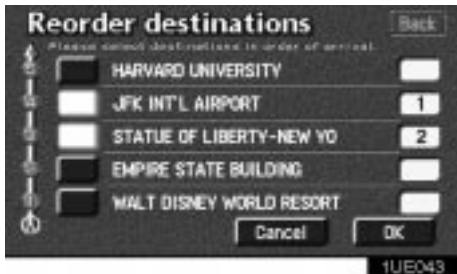 Reorder destinations Back
Please select destinations in order of arrival.
HARVARD UNIVERSITY
JFK INT'L AIRPORT 1
STATUE OF LIBERTY-NEW YO 2
EMPIRE STATE BUILDING
WALT DISNEY WORLD RESORT
Cancel OK
1UE043